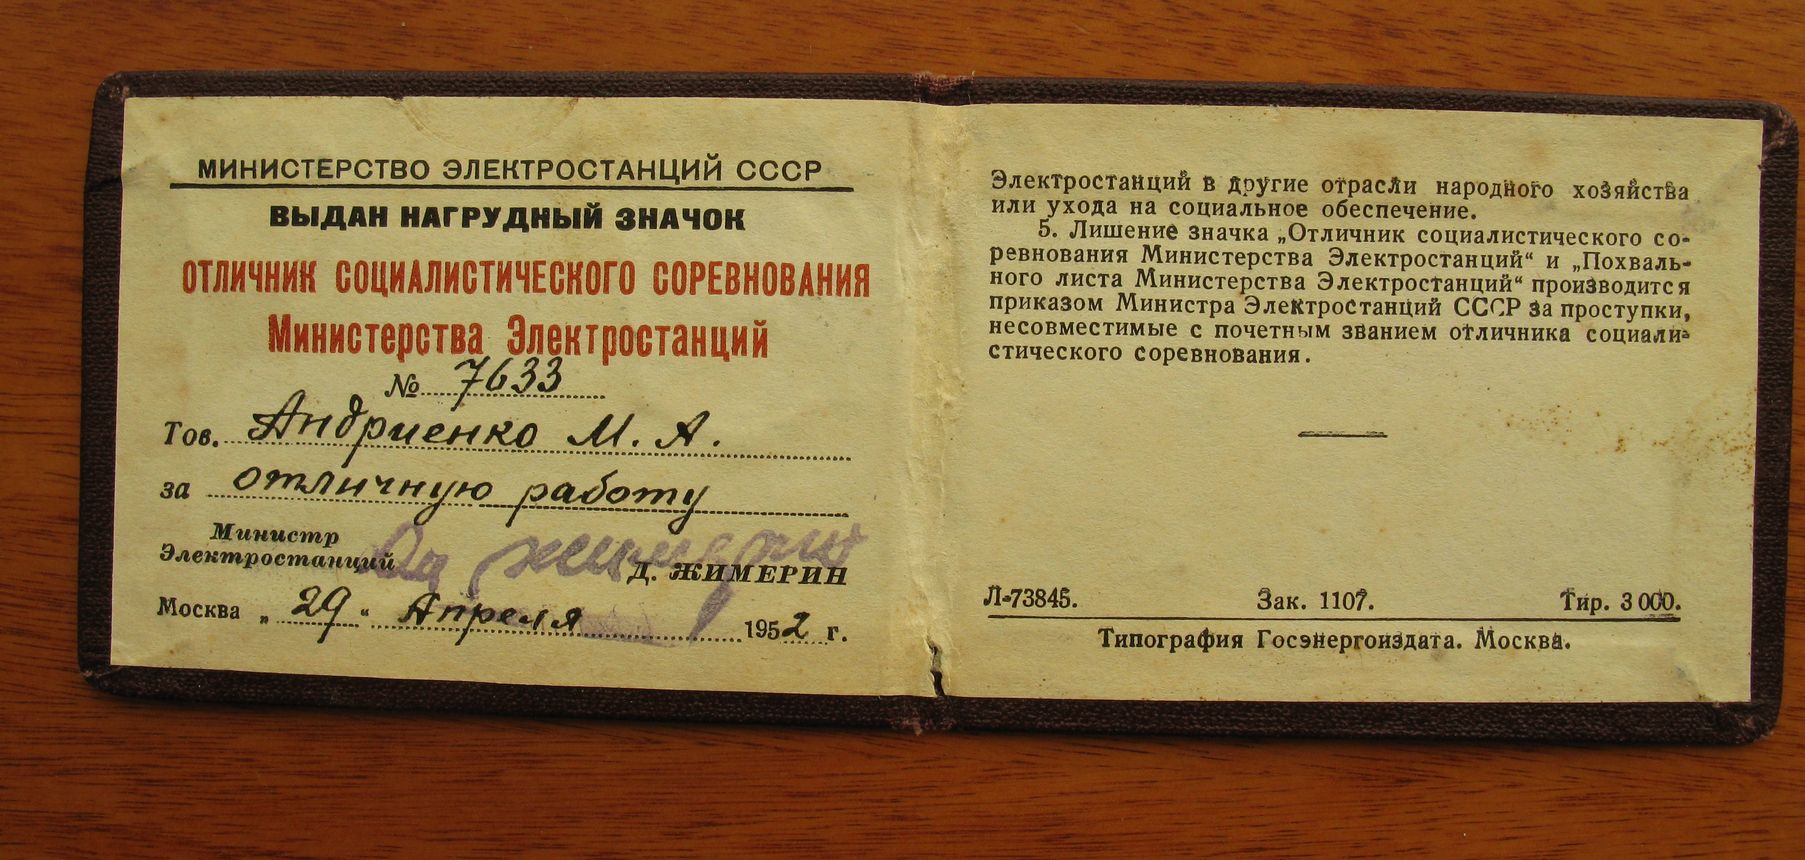 МИНИСТЕРСТВО ЭЛЕКТРОСТАНЦИЙ СССР
ВЫДАН НАГРУДНЫЙ ЗНАЧОК
ОТЛИЧНИК СОЦИАЛИСТИЧЕСКОГО СОРЕВНОВАНИЯ
Министерства Электростанций
№ 7633
Тов. Андриенко М. А.
за отличную работу
Министр
Электростанций
Д. ЖИМЕРИН
Москва „ 29 “ Апреля 1952 г.
Электростанций в другие отрасли народного хозяйства
или ухода на социальное обеспечение.
5. Лишение значка „Отличник социалистического со-
ревнования Министерства Электростанций“ и „Похваль-
ного листа Министерства Электростанций“ производится
приказом Министра Электростанций СССР за проступки,
несовместимые с почетным званием отличника социали-
стического соревнования.
Л-73845. Зак. 1107. Тир. 3 000.
Типография Госэнергоиздата. Москва.